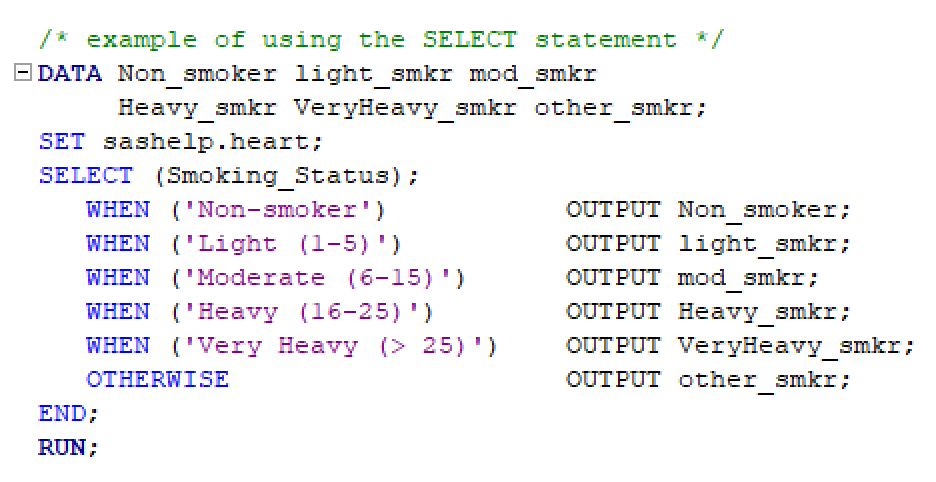 /* example of using the SELECT statement */
DATA Non_smoker light_smkr mod_smkr
Heavy_smkr VeryHeavy_smkr other_smkr;
SET sashelp.heart;
SELECT (Smoking_Status);
WHEN ('Non-smoker') OUTPUT Non_smoker;
WHEN ('Light (1-5)') OUTPUT light_smkr;
WHEN ('Moderate (6-15)') OUTPUT mod_smkr;
WHEN ('Heavy (16-25)') OUTPUT Heavy_smkr;
WHEN ('Very Heavy (> 25)') OUTPUT VeryHeavy_smkr;
OTHERWISE OUTPUT other_smkr;
END;
RUN;